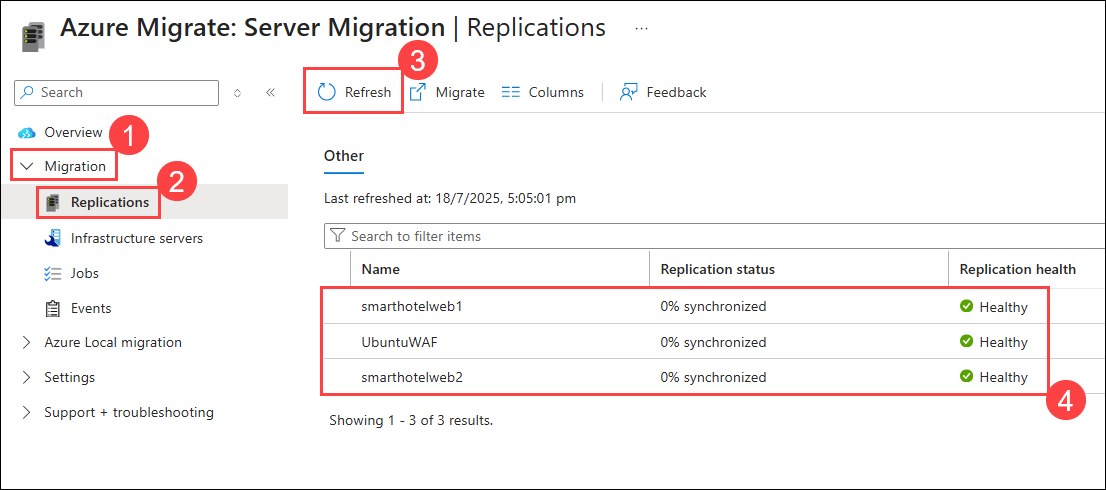 Azure Migrate: Server Migration | Replications ...
3
Search
Refresh Migrate Columns Feedback
Overview
1
Migration
Other
2
Replications
Last refreshed at: 18/7/2025, 5:05:01 pm
Infrastructure servers
Search to filter items
Jobs
Name Replication status Replication health
Events
smarthotelweb1 0% synchronized Healthy
Azure Local migration
UbuntuWAF 0% synchronized Healthy
Settings
smarthotelweb2 0% synchronized Healthy
4
Support + troubleshooting
Showing 1 - 3 of 3 results.